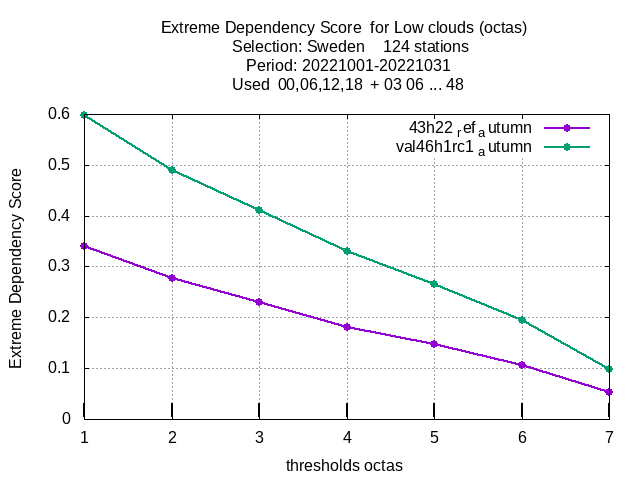 Extreme Dependency Score  for Low clouds (octas)
Selection: Sweden    124 stations
Period: 20221001-20221031
Used  00,06,12,18  + 03 06 ... 48
43h22 ref autumn
val46h1rc1 autumn
Extreme Dependency Score
0.6
0.5
0.4
0.3
0.2
0.1
0
1 2 3 4 5 6 7
thresholds octas